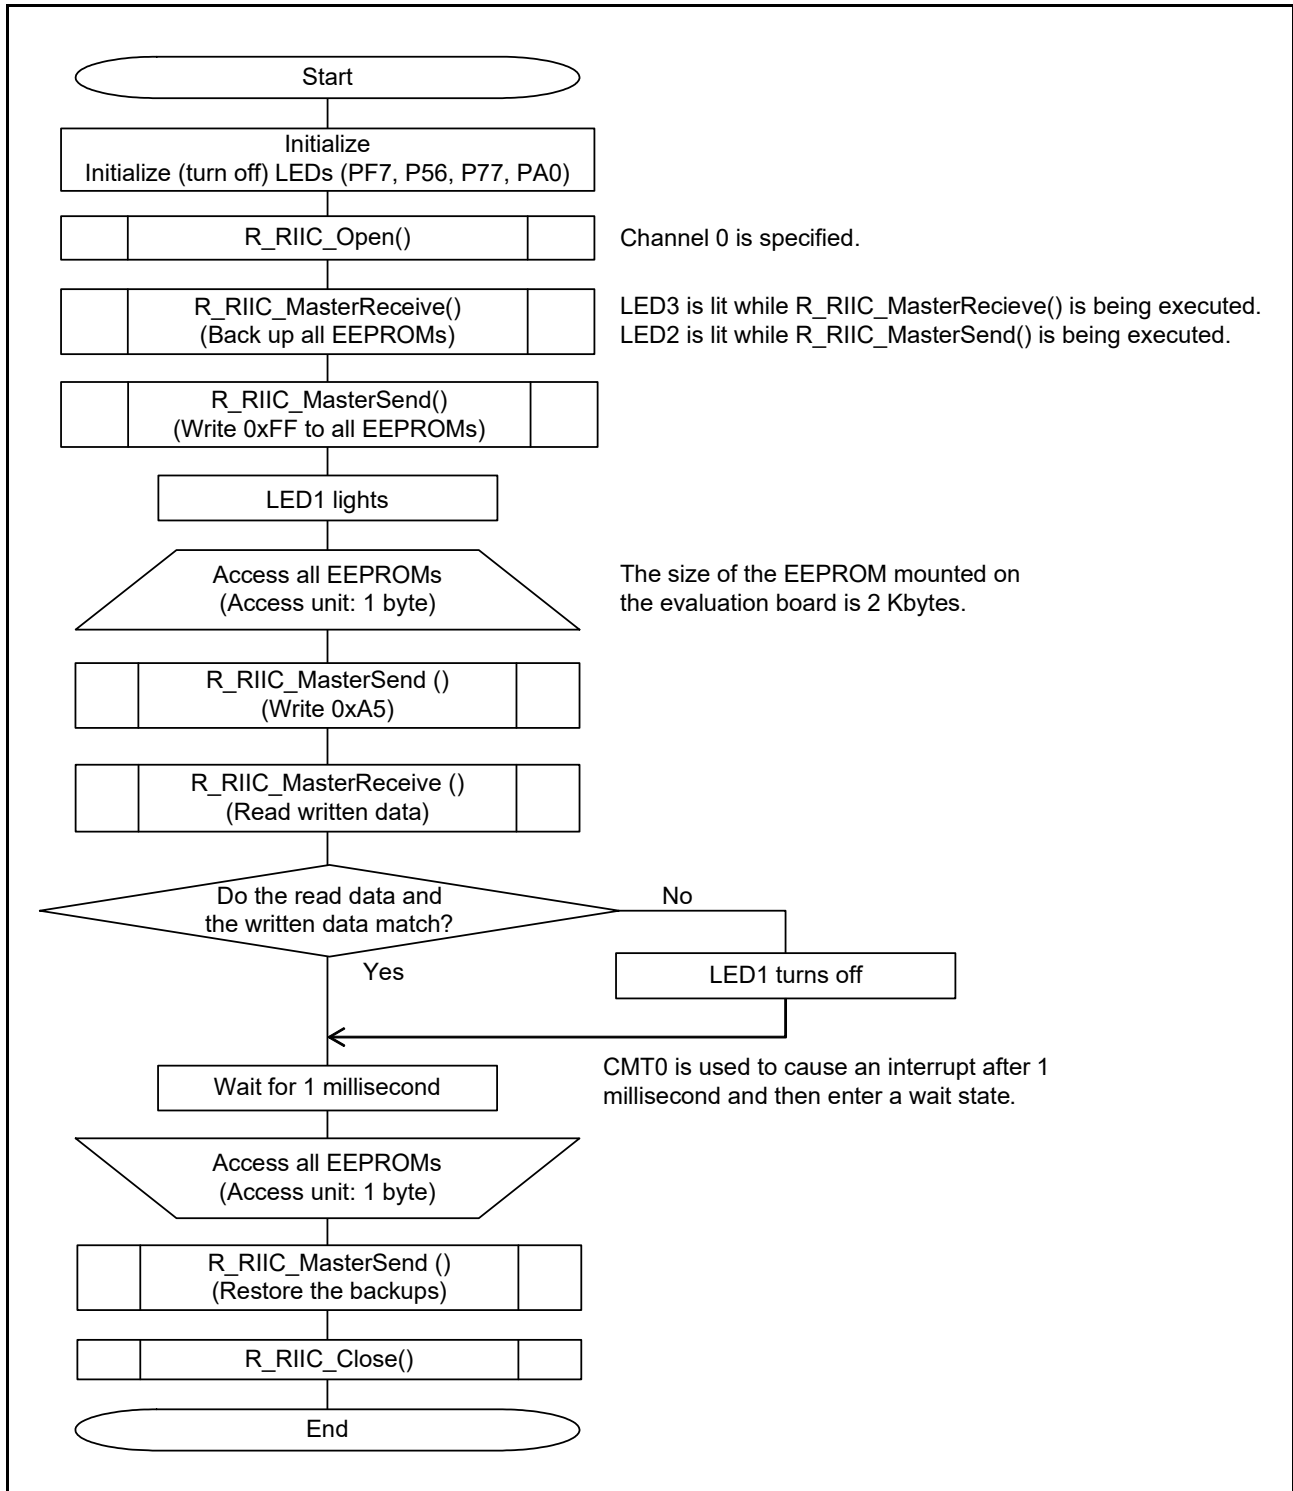 Start
Initialize
Initialize (turn off) LEDs (PF7, P56, P77, PA0)
R_RIIC_Open()
Channel 0 is specified.
R_RIIC_MasterReceive()
(Back up all EEPROMs)
LED3 is lit while R_RIIC_MasterRecieve() is being executed.
LED2 is lit while R_RIIC_MasterSend() is being executed.
R_RIIC_MasterSend()
(Write 0xFF to all EEPROMs)
LED1 lights
Access all EEPROMs
(Access unit: 1 byte)
The size of the EEPROM mounted on
the evaluation board is 2 Kbytes.
R_RIIC_MasterSend ()
(Write 0xA5)
R_RIIC_MasterReceive ()
(Read written data)
Do the read data and
the written data match?
No
Yes
LED1 turns off
Wait for 1 millisecond
CMT0 is used to cause an interrupt after 1
millisecond and then enter a wait state.
Access all EEPROMs
(Access unit: 1 byte)
R_RIIC_MasterSend ()
(Restore the backups)
R_RIIC_Close()
End